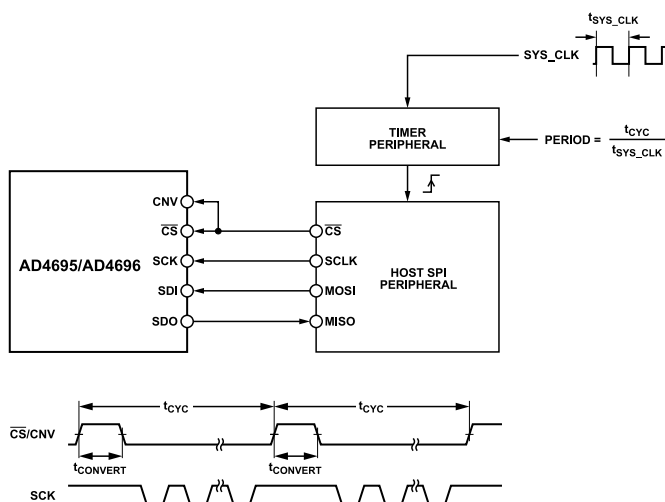 tSYS_CLK
SYS_CLK
TIMER
PERIPHERAL
PERIOD = tCYC
tSYS_CLK
CNV
CS
SCK
SDI
SDO
AD4695/AD4696
CS
SCLK
MOSI
MISO
HOST SPI
PERIPHERAL
tCYC
tCYC
CS/CNV
tCONVERT
tCONVERT
SCK